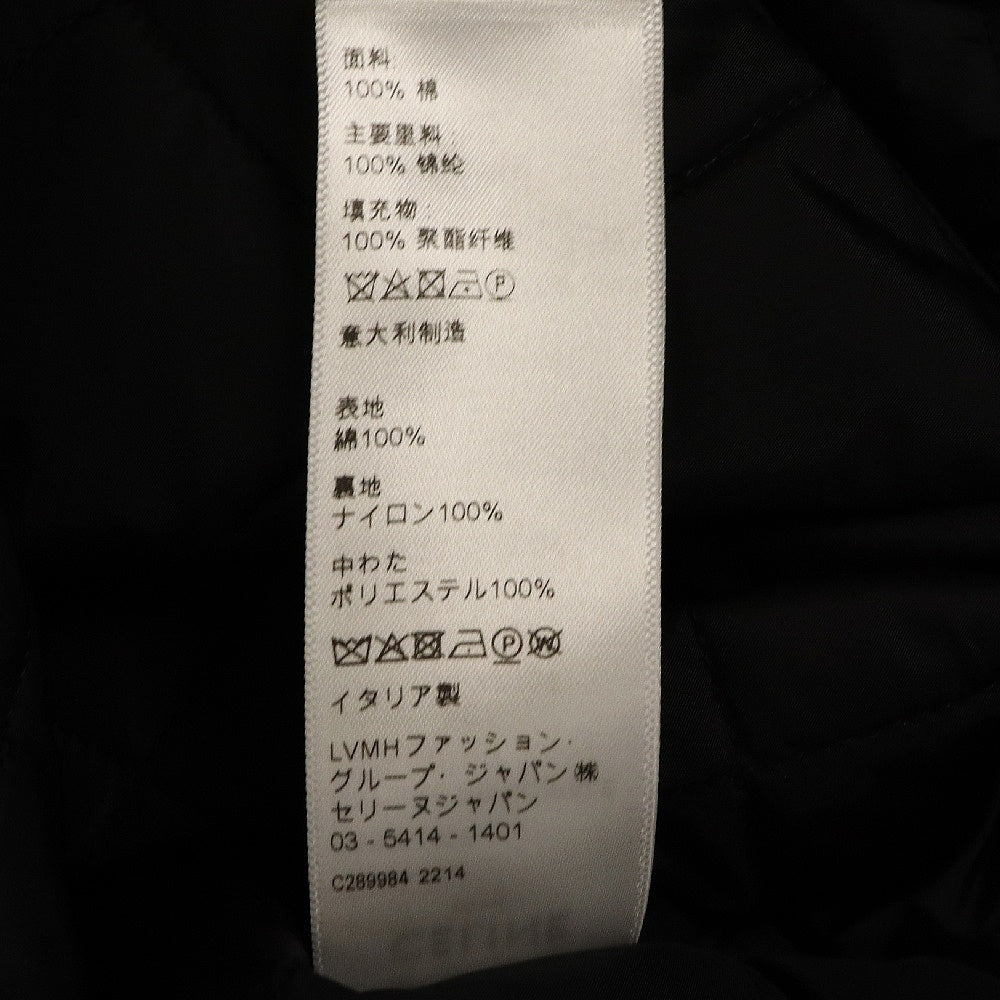 面料:
100% 棉
主要里料:
100% 锦纶
填充物:
100% 聚酯纤维
P
意大利制造
表地
綿100%
裏地
ナイロン100%
中わた
ポリエステル100%
P W
イタリア製
LVMHファッション・
グループ・ジャパン㈱
セリーヌジャパン
03 - 5414 - 1401
C289984 2214
CELINE